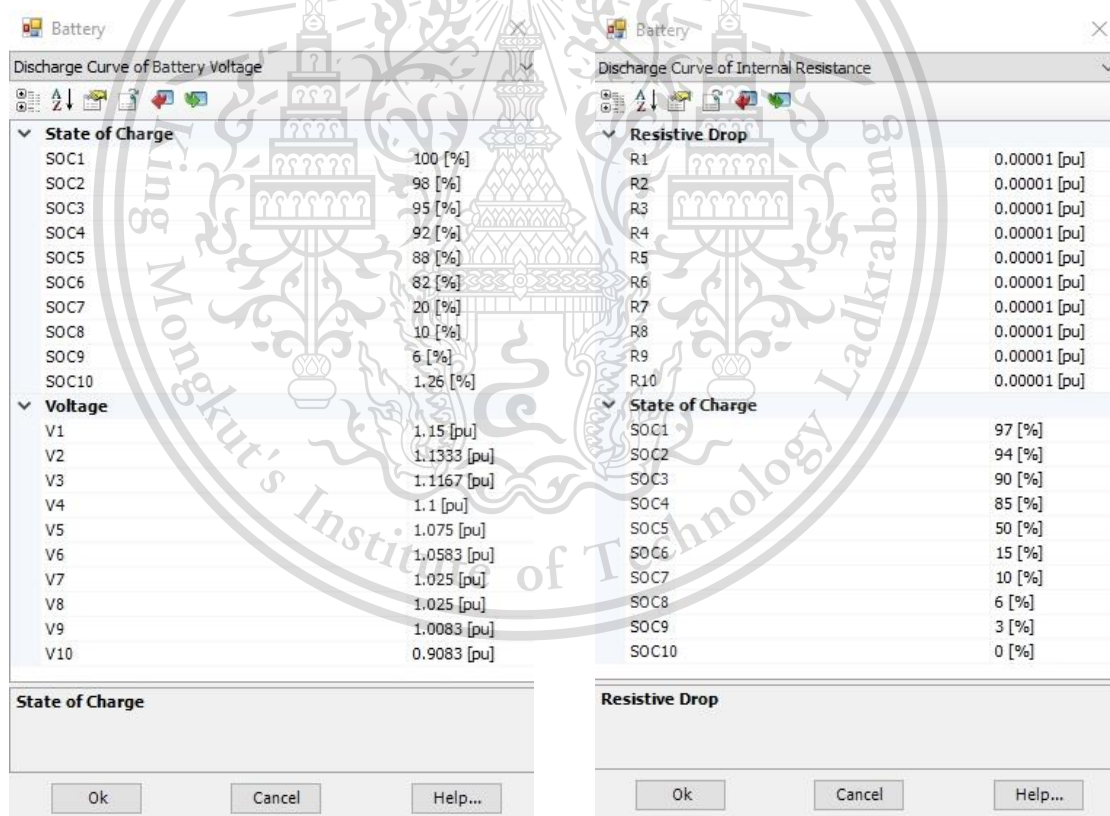 Battery
Discharge Curve of Battery Voltage
State of Charge
SOC1 100 [%]
SOC2 98 [%]
SOC3 95 [%]
SOC4 92 [%]
SOC5 88 [%]
SOC6 82 [%]
SOC7 20 [%]
SOC8 10 [%]
SOC9 6 [%]
SOC10 1.26 [%]
Voltage
V1 1.15 [pu]
V2 1.1333 [pu]
V3 1.1167 [pu]
V4 1.1 [pu]
V5 1.075 [pu]
V6 1.0583 [pu]
V7 1.025 [pu]
V8 1.025 [pu]
V9 1.0083 [pu]
V10 0.9083 [pu]
State of Charge
Ok Cancel Help...
Battery
Discharge Curve of Internal Resistance
Resistive Drop
R1 0.00001 [pu]
R2 0.00001 [pu]
R3 0.00001 [pu]
R4 0.00001 [pu]
R5 0.00001 [pu]
R6 0.00001 [pu]
R7 0.00001 [pu]
R8 0.00001 [pu]
R9 0.00001 [pu]
R10 0.00001 [pu]
State of Charge
SOC1 97 [%]
SOC2 94 [%]
SOC3 90 [%]
SOC4 85 [%]
SOC5 50 [%]
SOC6 15 [%]
SOC7 10 [%]
SOC8 6 [%]
SOC9 3 [%]
SOC10 0 [%]
Resistive Drop
Ok Cancel Help...
King Mongkut's Institute of Technology Ladkrabang